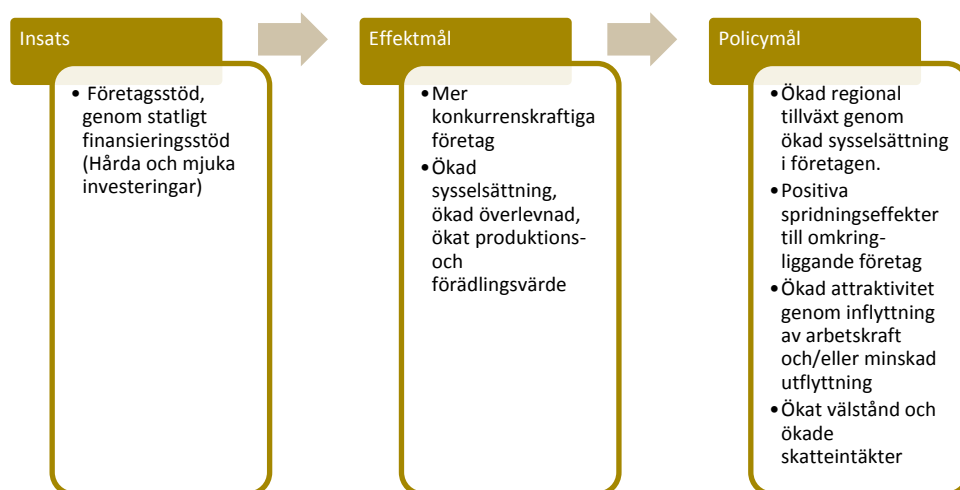 Insats
• Företagsstöd,
genom statligt
finansieringsstöd
(Hårda och mjuka
investeringar)
Effektmål
•Mer
konkurrenskraftiga
företag
•Ökad
sysselsättning,
ökad överlevnad,
ökat produktions-
och
förädlingsvärde
Policymål
•Ökad regional
tillväxt genom
ökad sysselsättning
i företagen.
•Positiva
spridningseffekter
till omkring-
liggande företag
•Ökad attraktivitet
genom inflyttning
av arbetskraft
och/eller minskad
utflyttning
•Ökat välstånd och
ökade
skatteintäkter